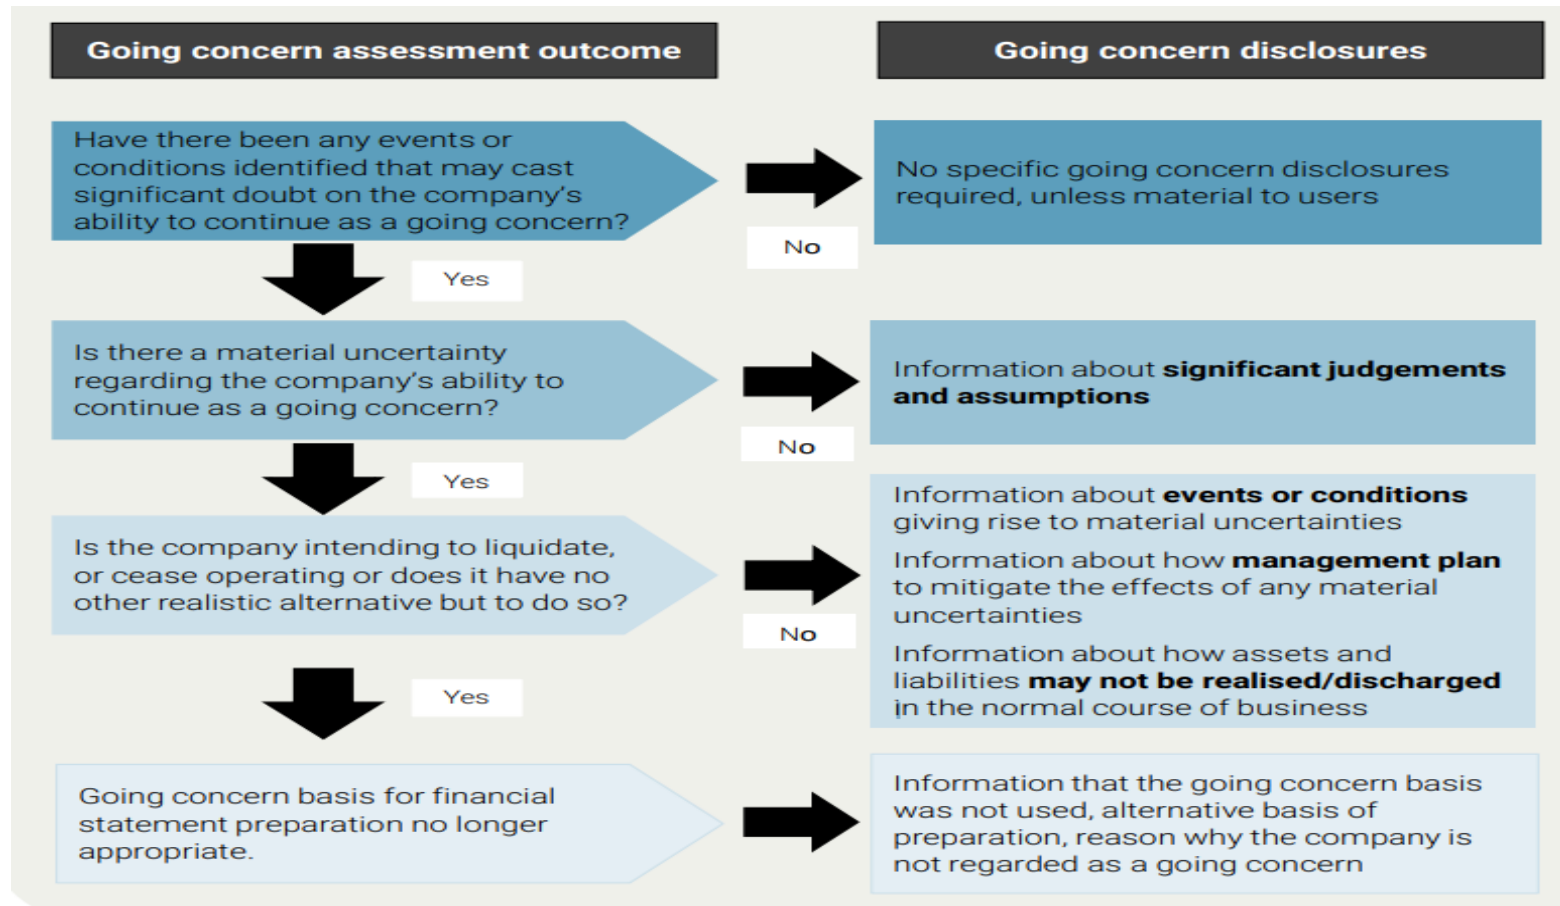 Going concern assessment outcome
Going concern disclosures
Have there been any events or
conditions identified that may cast
significant doubt on the company's
ability to continue as a going concern?
No
No specific going concern disclosures
required, unless material to users
Yes
Is there a material uncertainty
regarding the company's ability to
continue as a going concern?
No
Information about significant judgements
and assumptions
Yes
Is the company intending to liquidate,
or cease operating or does it have no
other realistic alternative but to do so?
No
Information about events or conditions
giving rise to material uncertainties
Information about how management plan
to mitigate the effects of any material
uncertainties
Information about how assets and
liabilities may not be realised/discharged
in the normal course of business
Yes
Going concern basis for financial
statement preparation no longer
appropriate.
Information that the going concern basis
was not used, alternative basis of
preparation, reason why the company is
not regarded as a going concern